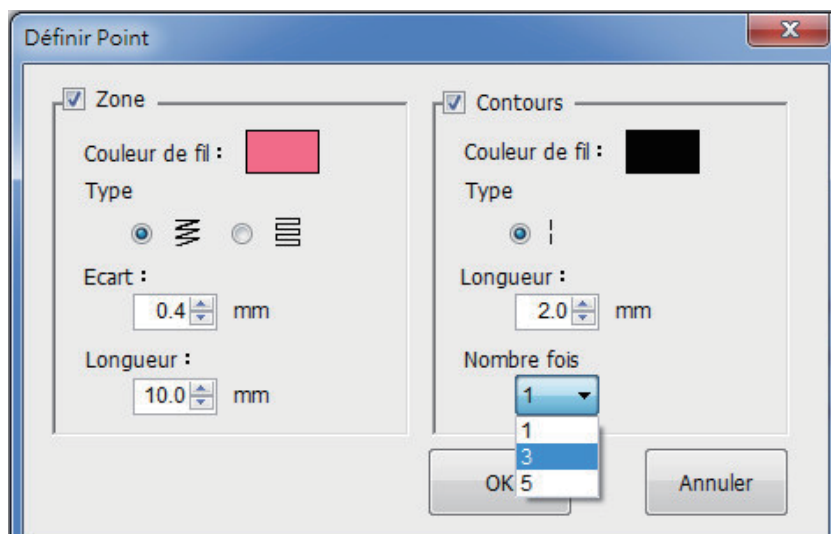 Définir Point
Zone
Couleur de fil :
Type
Ecart :
0.4 mm
Longueur :
10.0 mm
Contours
Couleur de fil :
Type
Longueur :
2.0 mm
Nombre fois
1
1
3
5
OK
Annuler